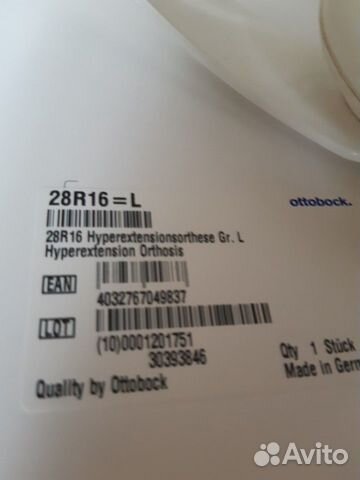 28R16=L
ottobock.
28R16 Hyperextensionsorthese Gr. L
Hyperextension Orthosis
EAN
4032767049837
LOT
(10)0001201751
30393846
Qty 1 Stück
Made in Germ
Quality by Ottobock
Avito